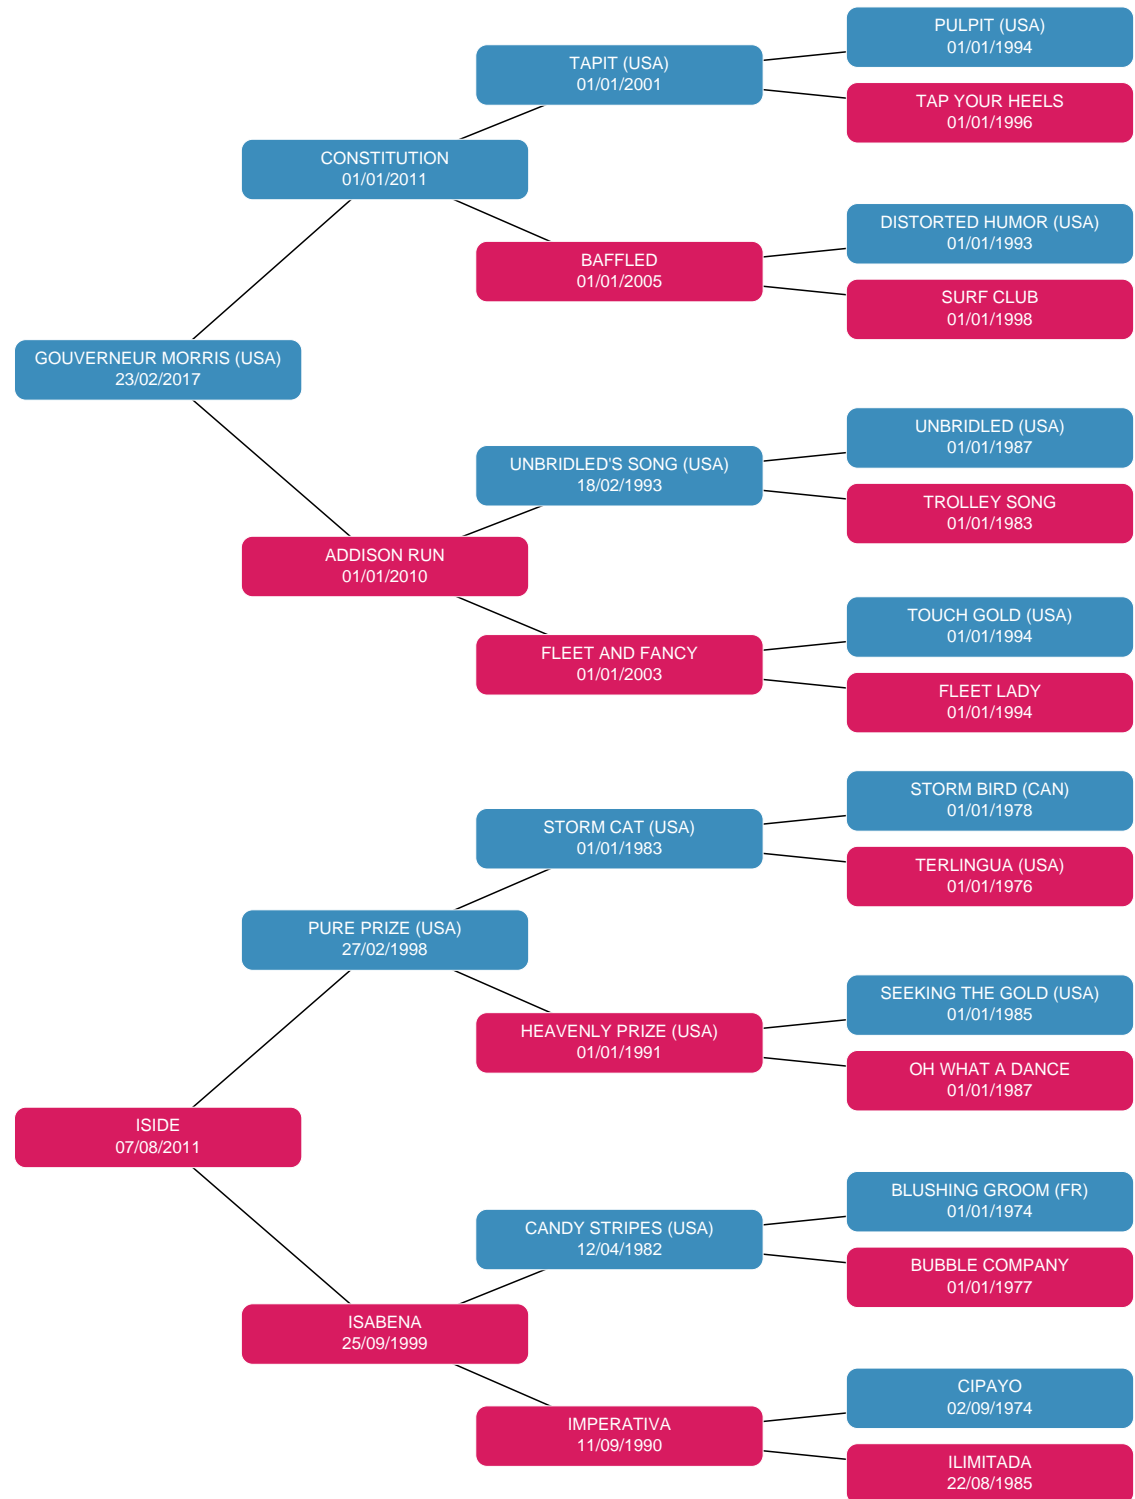 PULPIT (USA)
01/01/1994
TAPIT (USA)
01/01/2001
TAP YOUR HEELS
01/01/1996
CONSTITUTION
01/01/2011
DISTORTED HUMOR (USA)
01/01/1993
BAFFLED
01/01/2005
SURF CLUB
01/01/1998
GOUVERNEUR MORRIS (USA)
23/02/2017
UNBRIDLED (USA)
01/01/1987
UNBRIDLED'S SONG (USA)
18/02/1993
TROLLEY SONG
01/01/1983
ADDISON RUN
01/01/2010
TOUCH GOLD (USA)
01/01/1994
FLEET AND FANCY
01/01/2003
FLEET LADY
01/01/1994
STORM BIRD (CAN)
01/01/1978
STORM CAT (USA)
01/01/1983
TERLINGUA (USA)
01/01/1976
PURE PRIZE (USA)
27/02/1998
SEEKING THE GOLD (USA)
01/01/1985
HEAVENLY PRIZE (USA)
01/01/1991
OH WHAT A DANCE
01/01/1987
ISIDE
07/08/2011
BLUSHING GROOM (FR)
01/01/1974
CANDY STRIPES (USA)
12/04/1982
BUBBLE COMPANY
01/01/1977
ISABENA
25/09/1999
CIPAYO
02/09/1974
IMPERATIVA
11/09/1990
ILIMITADA
22/08/1985